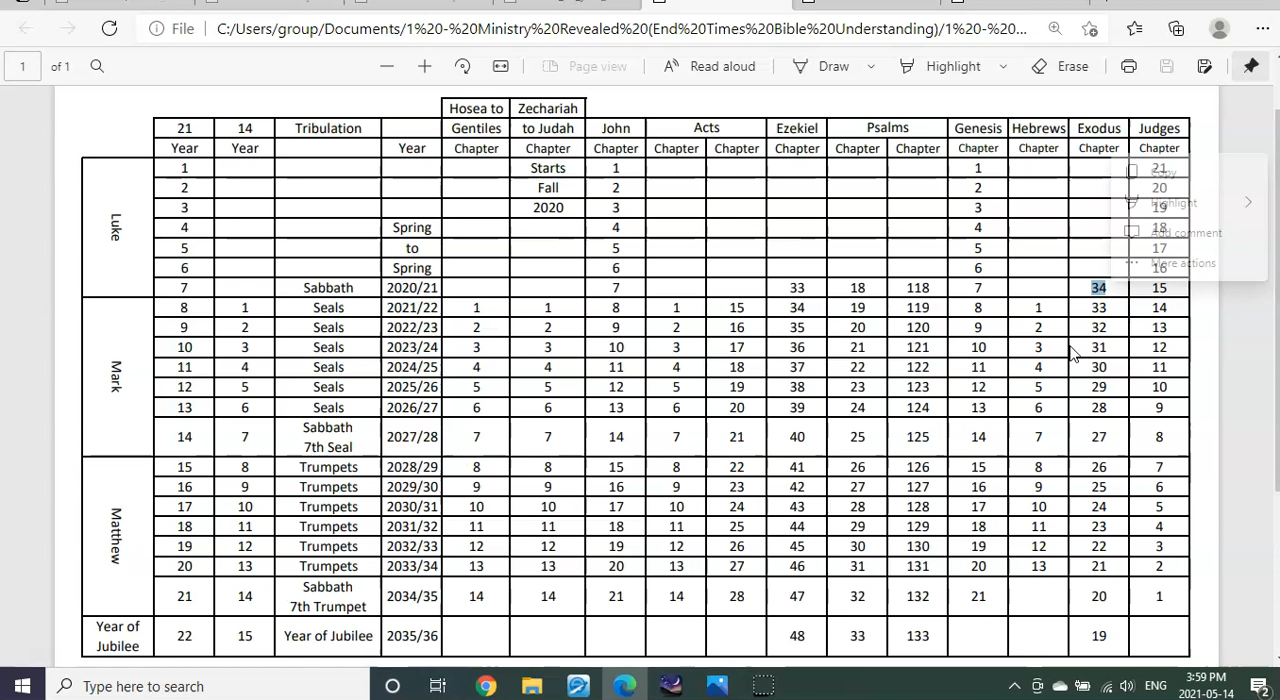 File C:/Users/group/Documents/1%20-%20Ministry%20Revealed%20(End%20Times%20Bible%20Understanding)/1%20-%20...
1 of 1 Page view Read aloud Draw Highlight Erase
Hosea to Zechariah
21 14 Tribulation Gentiles to Judah John Acts Ezekiel Psalms Genesis Hebrews Exodus Judges
Year Year Year Chapter Chapter Chapter Chapter Chapter Chapter Chapter Chapter Chapter Chapter Chapter Chapter
Luke
1 Starts 1 1 21
2 Fall 2 2 20
3 2020 3 3 19
4 Spring 4 4 18
5 to 5 5 17
6 Spring 6 6 16
7 Sabbath 2020/21 7 33 18 118 7 34 15
Copy
Highlight
Add comment
More actions
Mark
8 1 Seals 2021/22 1 1 8 1 15 34 19 119 8 1 33 14
9 2 Seals 2022/23 2 2 9 2 16 35 20 120 9 2 32 13
10 3 Seals 2023/24 3 3 10 3 17 36 21 121 10 3 31 12
11 4 Seals 2024/25 4 4 11 4 18 37 22 122 11 4 30 11
12 5 Seals 2025/26 5 5 12 5 19 38 23 123 12 5 29 10
13 6 Seals 2026/27 6 6 13 6 20 39 24 124 13 6 28 9
Sabbath
14 7 7th Seal 2027/28 7 7 14 7 21 40 25 125 14 7 27 8
Matthew
15 8 Trumpets 2028/29 8 8 15 8 22 41 26 126 15 8 26 7
16 9 Trumpets 2029/30 9 9 16 9 23 42 27 127 16 9 25 6
17 10 Trumpets 2030/31 10 10 17 10 24 43 28 128 17 10 24 5
18 11 Trumpets 2031/32 11 11 18 11 25 44 29 129 18 11 23 4
19 12 Trumpets 2032/33 12 12 19 12 26 45 30 130 19 12 22 3
20 13 Trumpets 2033/34 13 13 20 13 27 46 31 131 20 13 21 2
Sabbath
21 14 7th Trumpet 2034/35 14 14 21 14 28 47 32 132 21 20 1
Year of
Jubilee 22 15 Year of Jubilee 2035/36 48 33 133 19
Type here to search ENG 3:59 PM
2021-05-14 2